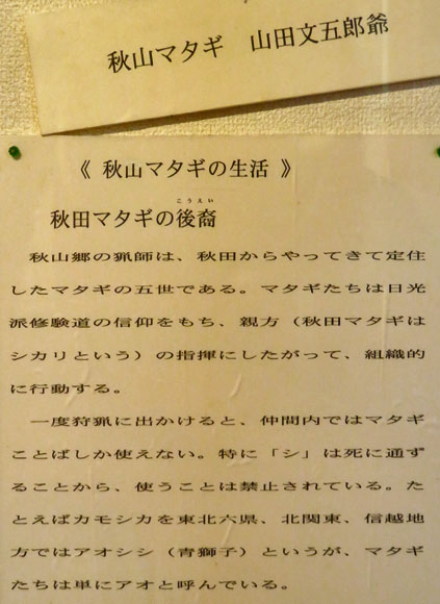 秋山マタギ　山田文五郎爺
《 秋山マタギの生活 》
こうえい
秋田マタギの後裔
秋山郷の猟師は、秋田からやってきて定住
したマタギの五世である。マタギたちは日光
派修験道の信仰をもち、親方（秋田マタギは
シカリという）の指揮にしたがって、組織的
に行動する。
一度狩猟に出かけると、仲間内ではマタギ
ことばしか使えない。特に「シ」は死に通ず
ることから、使うことは禁止されている。た
とえばカモシカを東北六県、北関東、信越地
方ではアオシシ（青獅子）というが、マタギ
たちは単にアオと呼んでいる。